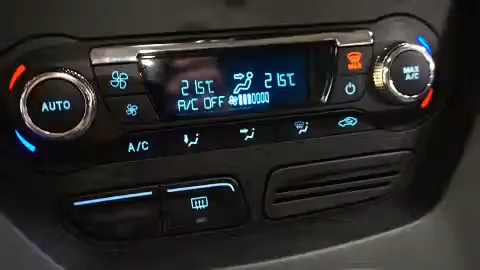 MAX
21.5°C 21.5°C
MAX A/C
AUTO
A/C OFF
A/C